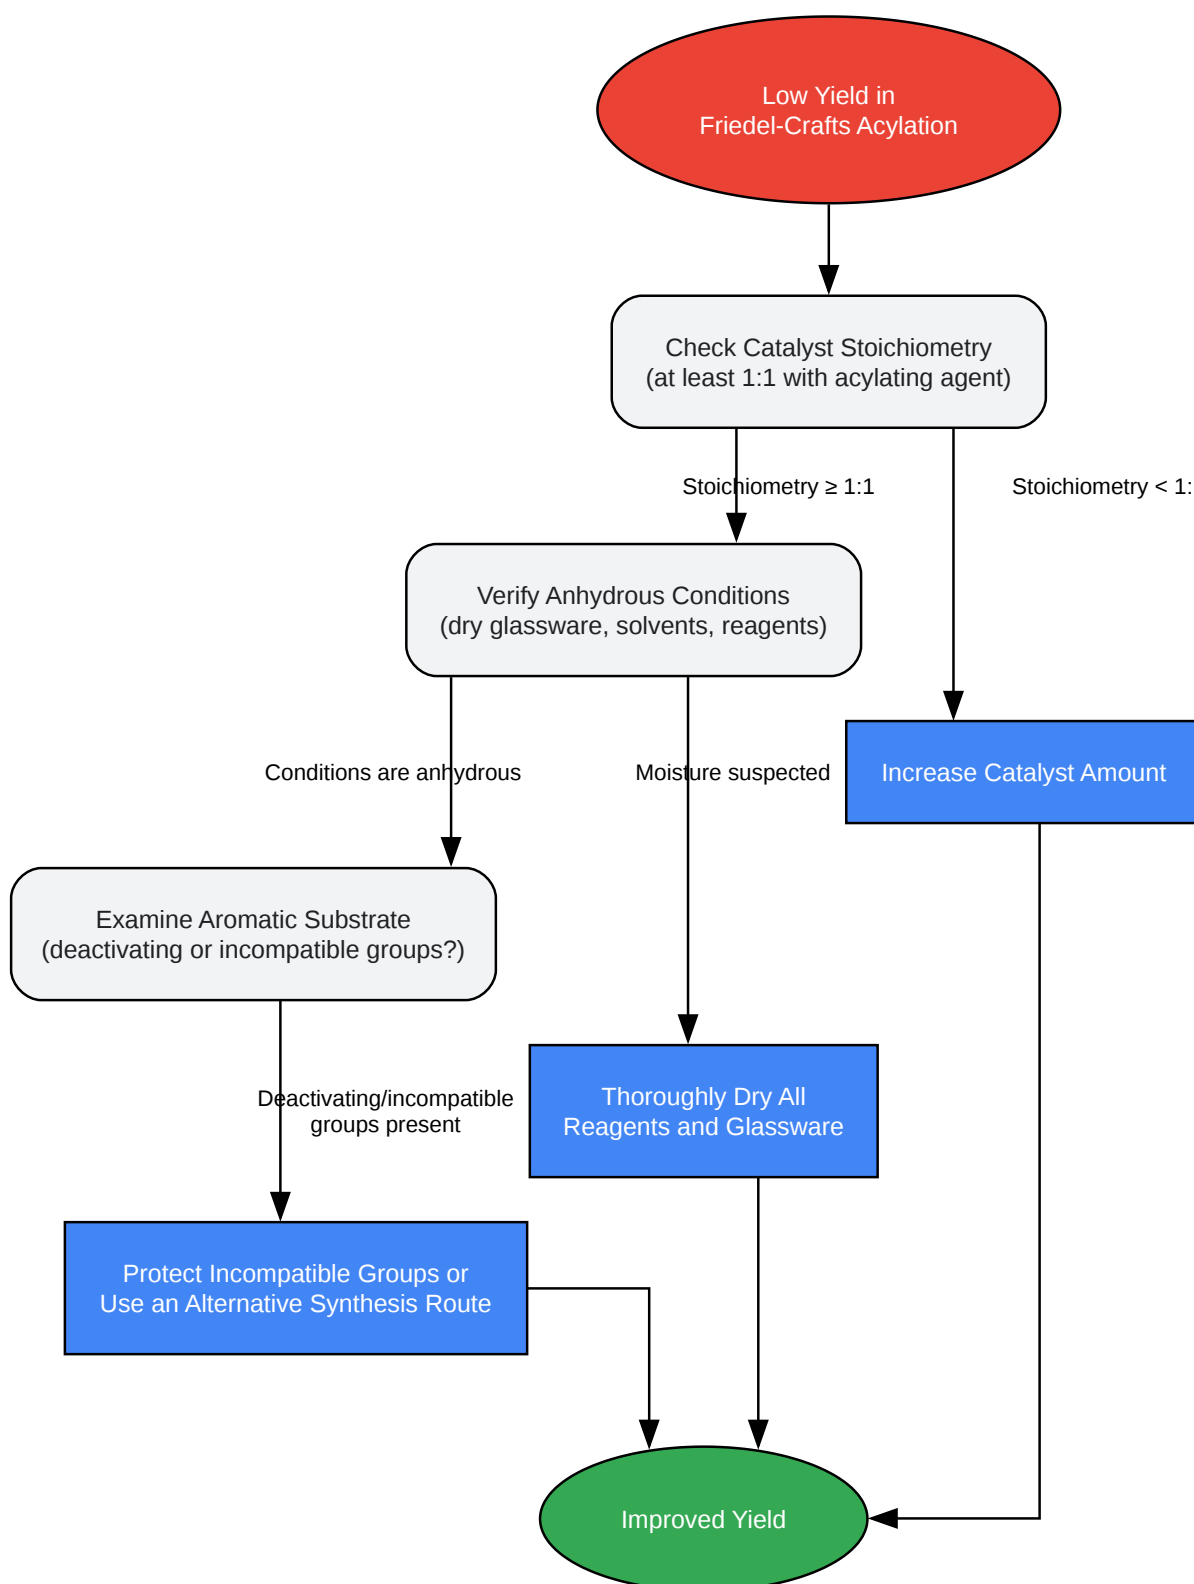 Low Yield in
Friedel-Crafts Acylation
Check Catalyst Stoichiometry
(at least 1:1 with acylating agent)
Stoichiometry ≥ 1:1
Stoichiometry < 1:
Verify Anhydrous Conditions
(dry glassware, solvents, reagents)
Conditions are anhydrous
Moisture suspected
Increase Catalyst Amount
Examine Aromatic Substrate
(deactivating or incompatible groups?)
Deactivating/incompatible
groups present
Thoroughly Dry All
Reagents and Glassware
Protect Incompatible Groups or
Use an Alternative Synthesis Route
Improved Yield